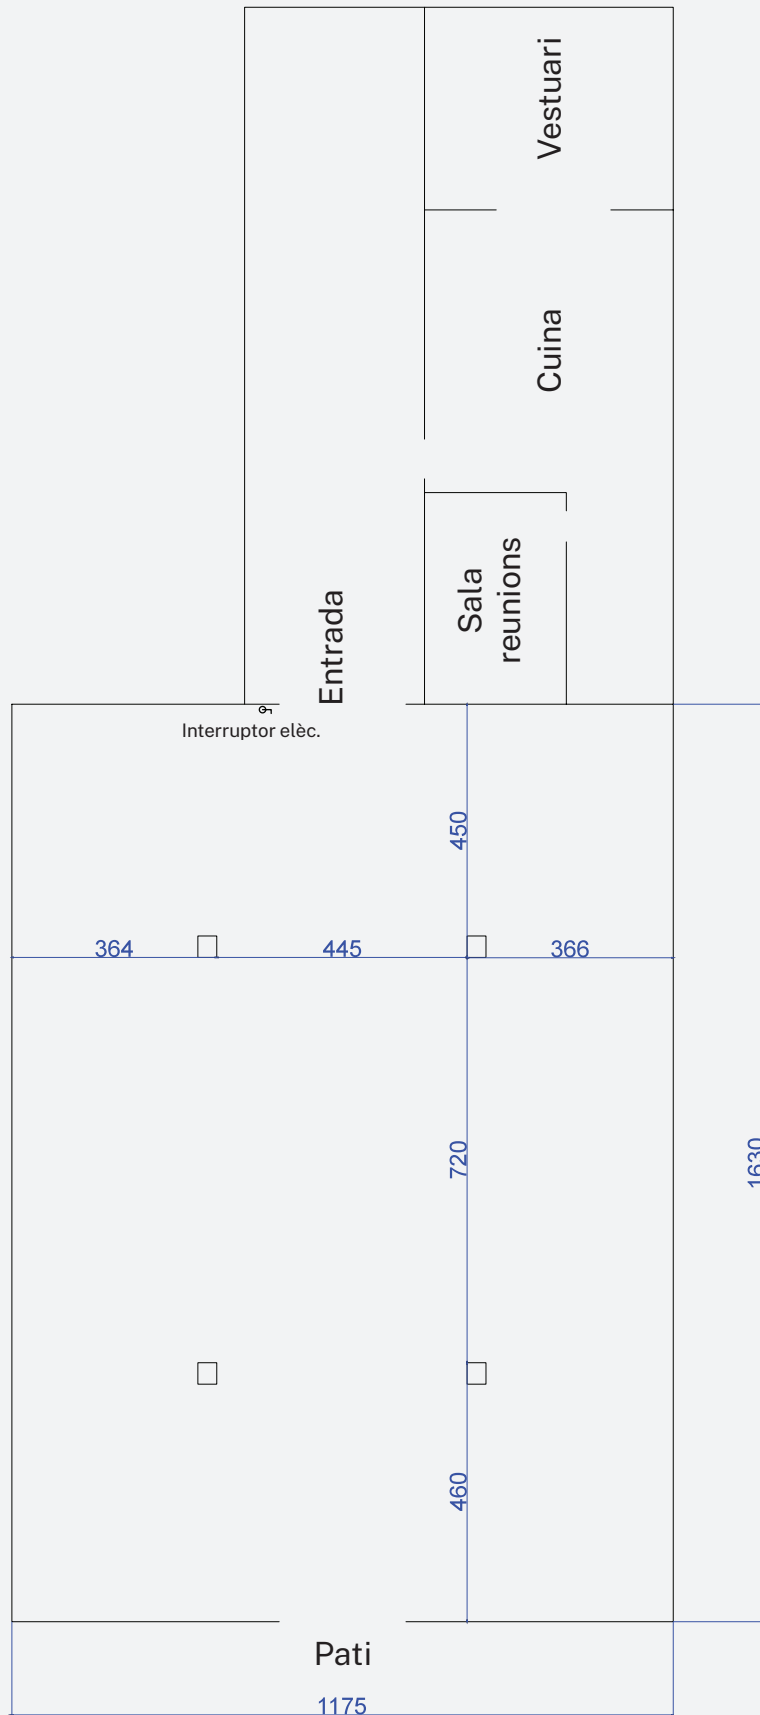 Vestuari
Cuina
Sala
reunions
Entrada
Interruptor elèc.
450
364
445
366
720
1630
460
Pati
1175